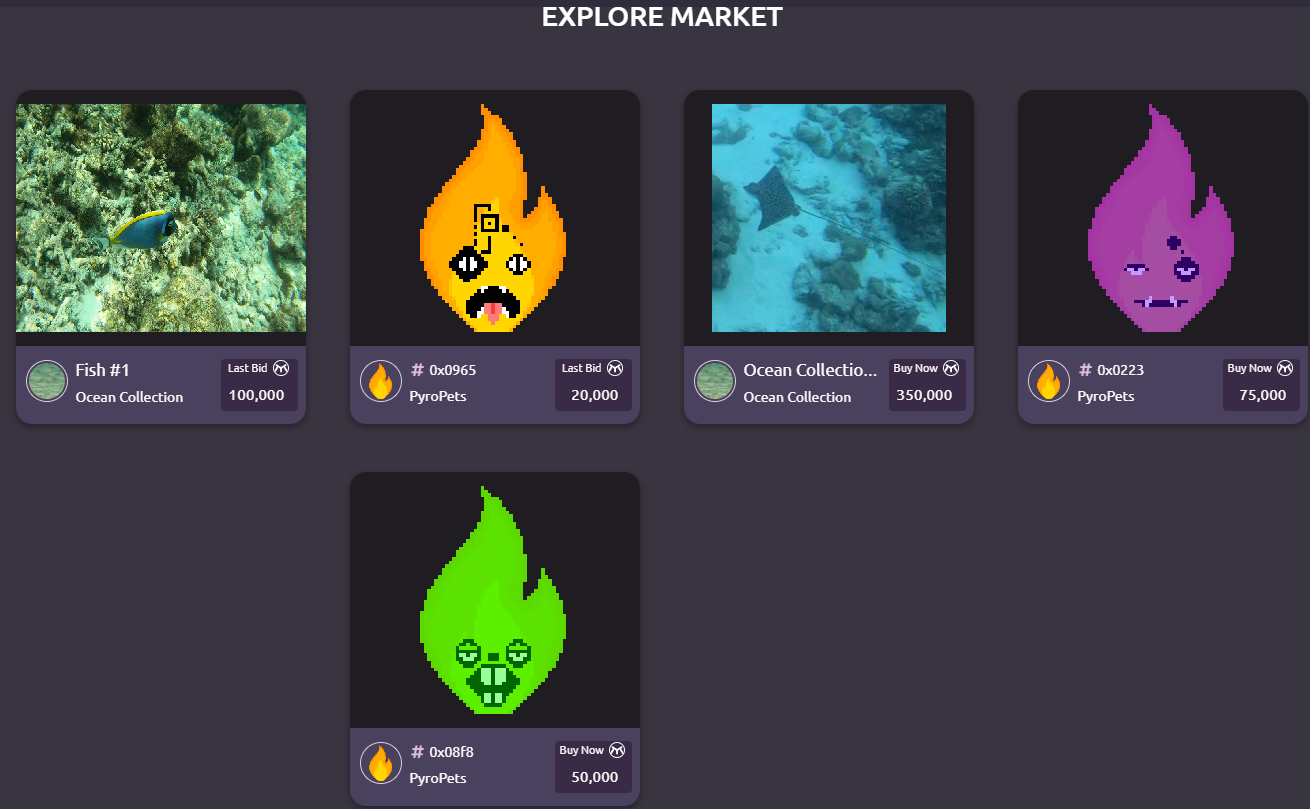 EXPLORE MARKET
Fish #1
Ocean Collection
Last Bid
100,000
# 0x0965
PyroPets
Last Bid
20,000
Ocean Collectio...
Ocean Collection
Buy Now
350,000
# 0x0223
PyroPets
Buy Now
75,000
# 0x08f8
PyroPets
Buy Now
50,000